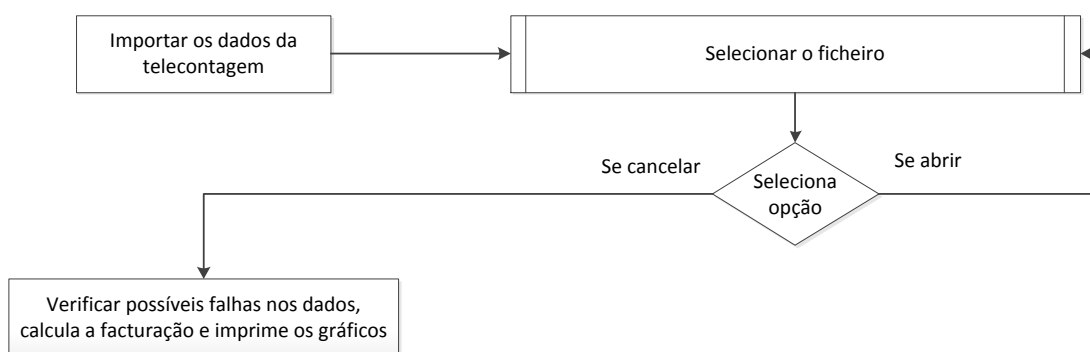 Importar os dados da
telecontagem
Selecionar o ficheiro
Se cancelar
Se abrir
Seleciona
opção
Verificar possíveis falhas nos dados,
calcula a facturação e imprime os gráficos